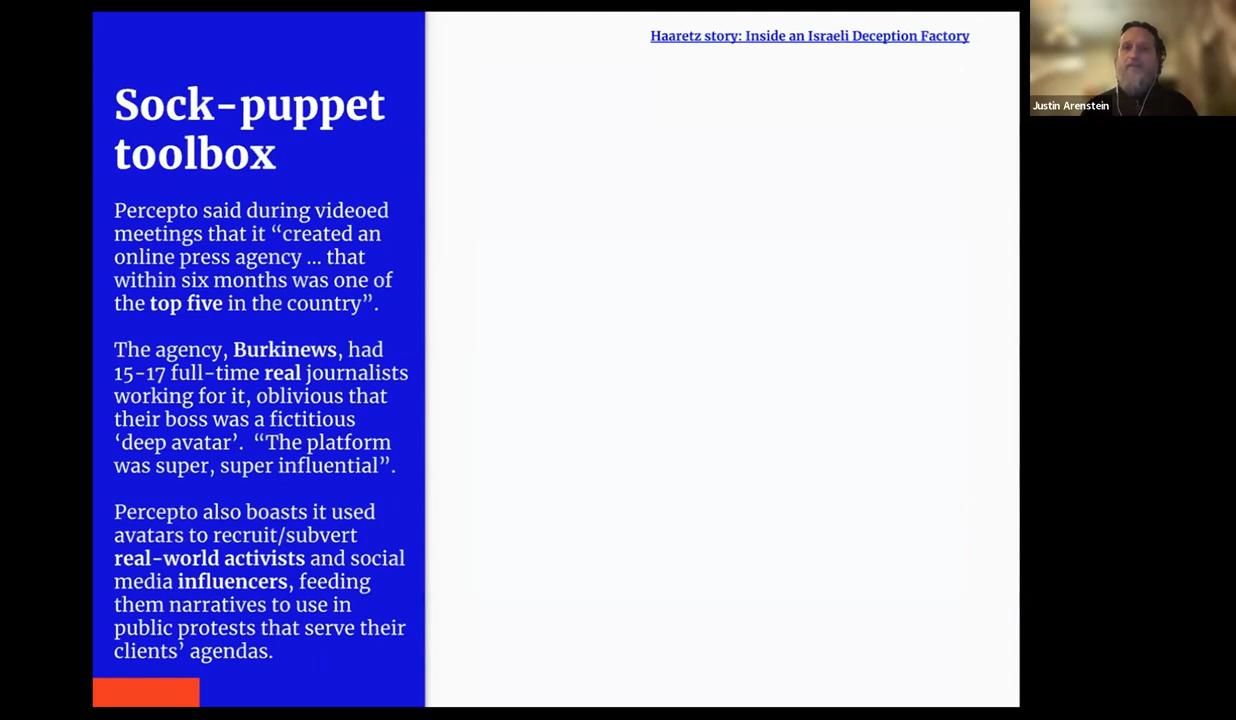 Haaretz story: Inside an Israeli Deception Factory
Sock-puppet
toolbox
Percepto said during videoed
meetings that it “created an
online press agency ... that
within six months was one of
the top five in the country”.
The agency, Burkinews, had
15-17 full-time real journalists
working for it, oblivious that
their boss was a fictitious
‘deep avatar’.  “The platform
was super, super influential”.
Percepto also boasts it used
avatars to recruit/subvert
real-world activists and social
media influencers, feeding
them narratives to use in
public protests that serve their
clients’ agendas.
Justin Arenstein